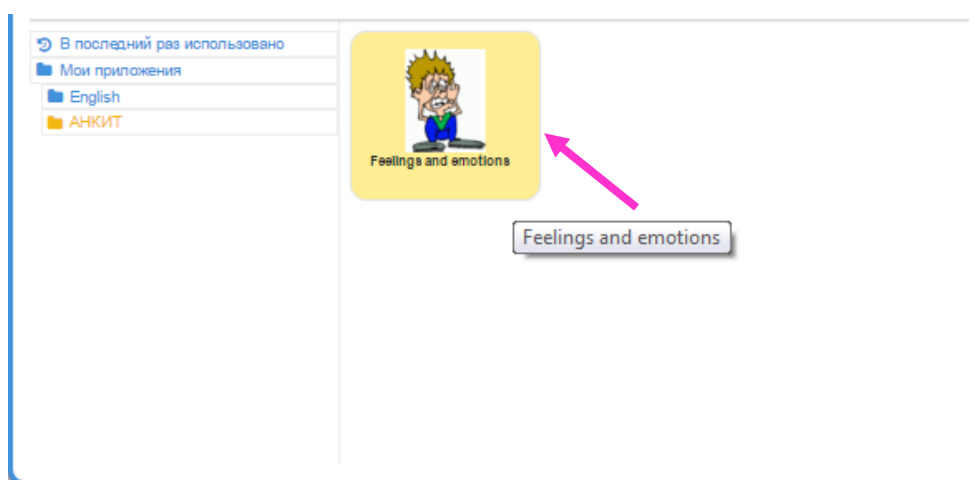 В последний раз использовано
Мои приложения
English
АНКИТ
Feelings and emotions
Feelings and emotions